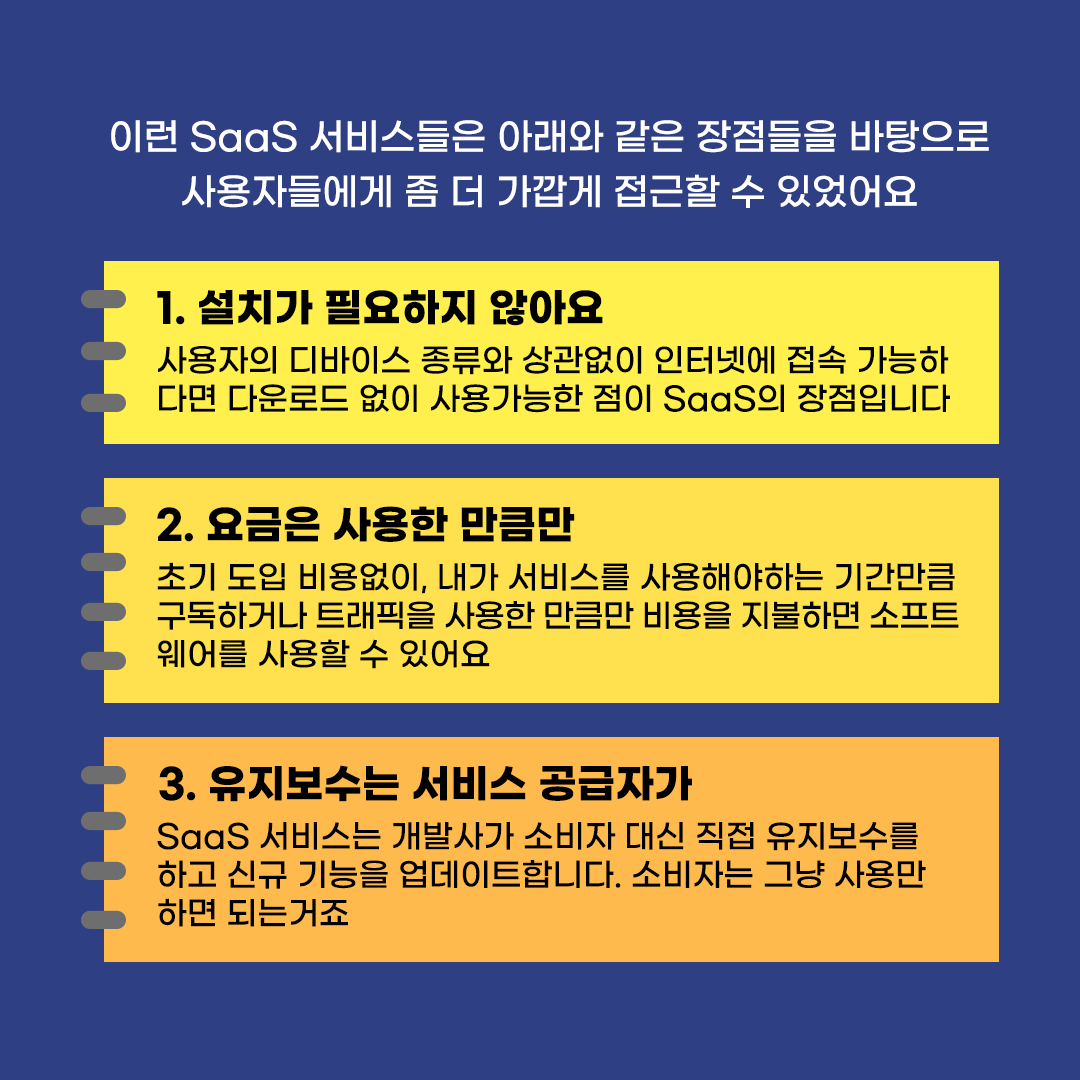 이런 SaaS 서비스들은 아래와 같은 장점들을 바탕으로
사용자들에게 좀 더 가깝게 접근할 수 있었어요
1. 설치가 필요하지 않아요
사용자의 디바이스 종류와 상관없이 인터넷에 접속 가능하
다면 다운로드 없이 사용가능한 점이 SaaS의 장점입니다
2. 요금은 사용한 만큼만
초기 도입 비용없이, 내가 서비스를 사용해야하는 기간만큼
구독하거나 트래픽을 사용한 만큼만 비용을 지불하면 소프트
웨어를 사용할 수 있어요
3. 유지보수는 서비스 공급자가
SaaS 서비스는 개발사가 소비자 대신 직접 유지보수를
하고 신규 기능을 업데이트합니다. 소비자는 그냥 사용만
하면 되는거죠